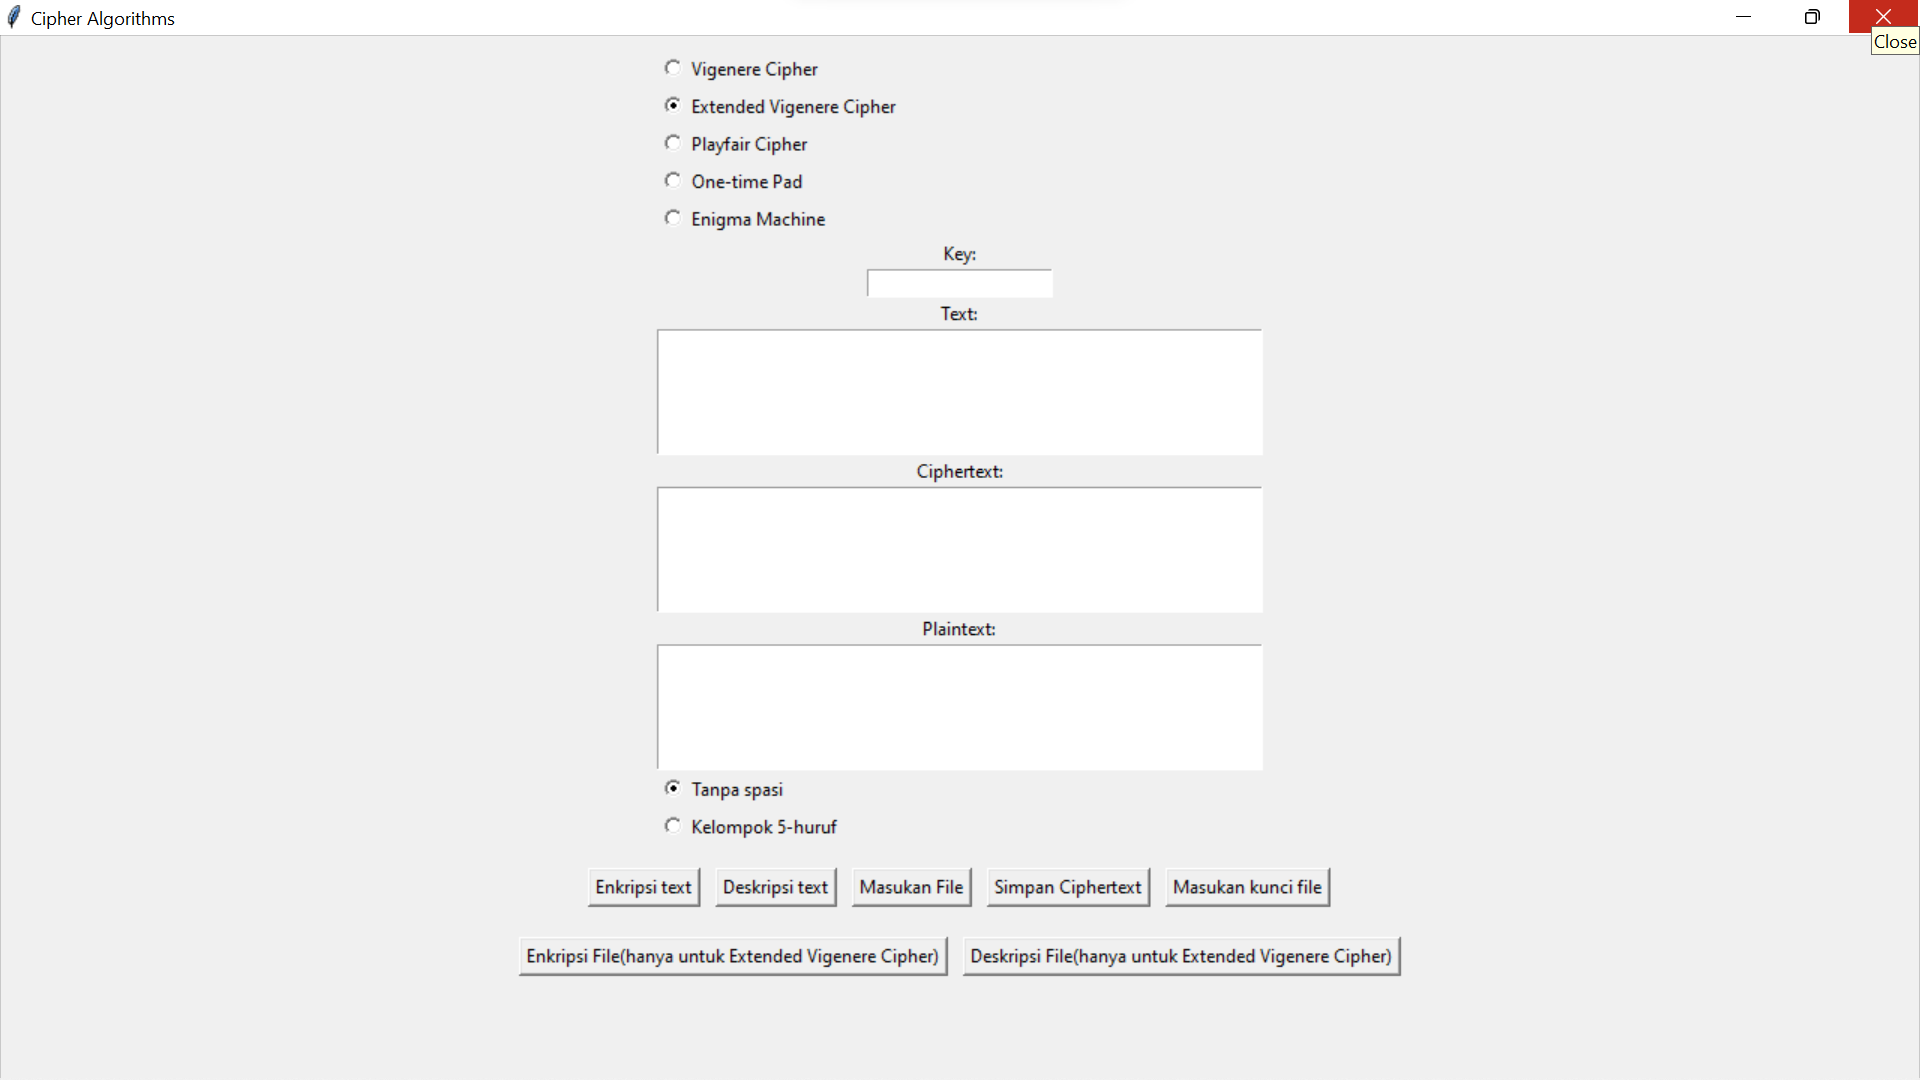 Cipher Algorithms
Close
Vigenere Cipher
Extended Vigenere Cipher
Playfair Cipher
One-time Pad
Enigma Machine
Key:
Text:
Ciphertext:
Plaintext:
Tanpa spasi
Kelompok 5-huruf
Enkripsi text Deskripsi text Masukan File Simpan Ciphertext Masukan kunci file
Enkripsi File(hanya untuk Extended Vigenere Cipher) Deskripsi File(hanya untuk Extended Vigenere Cipher)